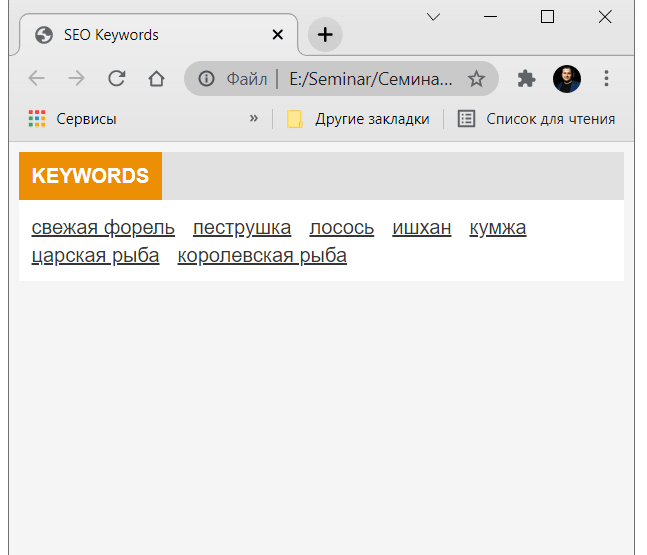 SEO Keywords
Файл | E:/Seminar/Семина...
Сервисы » Другие закладки Список для чтения
KEYWORDS
свежая форель пеструшка лосось ишхан кумжа
царская рыба королевская рыба